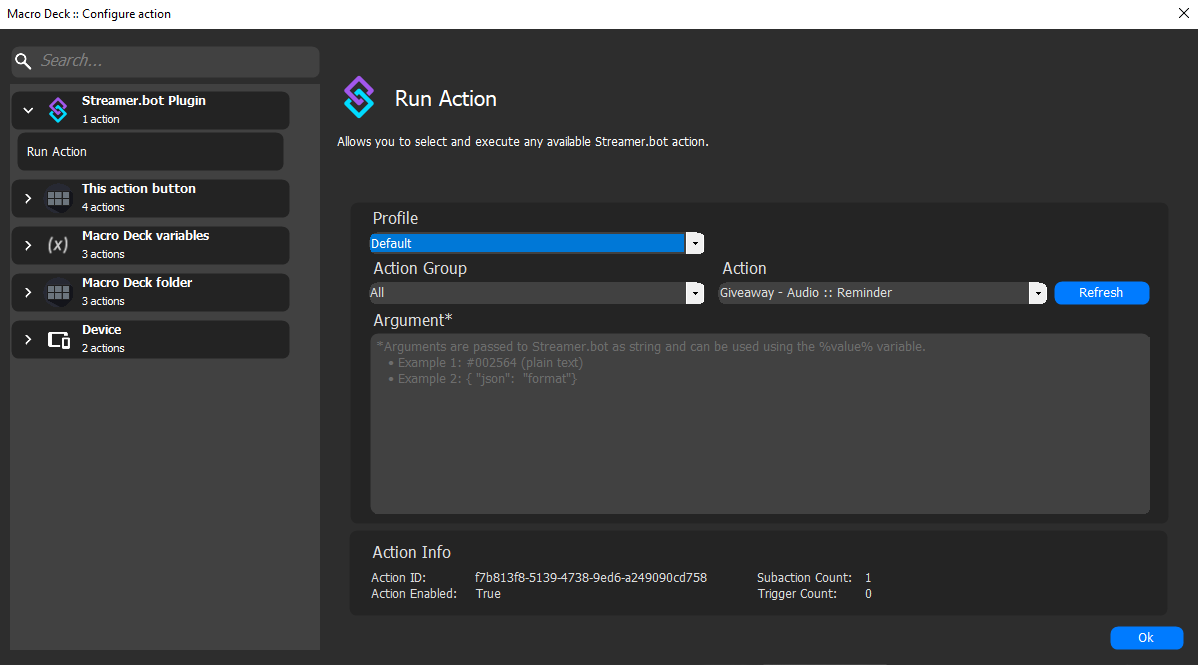 Macro Deck :: Configure action
Search...
Streamer.bot Plugin
1 action
Run Action
This action button
4 actions
(x)
Macro Deck variables
3 actions
Macro Deck folder
3 actions
Device
2 actions
Run Action
Allows you to select and execute any available Streamer.bot action.
Profile
Default
Action Group
Action
All
Giveaway - Audio :: Reminder
Refresh
Argument*
*Arguments are passed to Streamer.bot as string and can be used using the %value% variable.
• Example 1: #002564 (plain text)
• Example 2: { "json": "format"}
Action Info
Action ID: f7b813f8-5139-4738-9ed6-a249090cd758 Subaction Count: 1
Action Enabled: True Trigger Count: 0
Ok